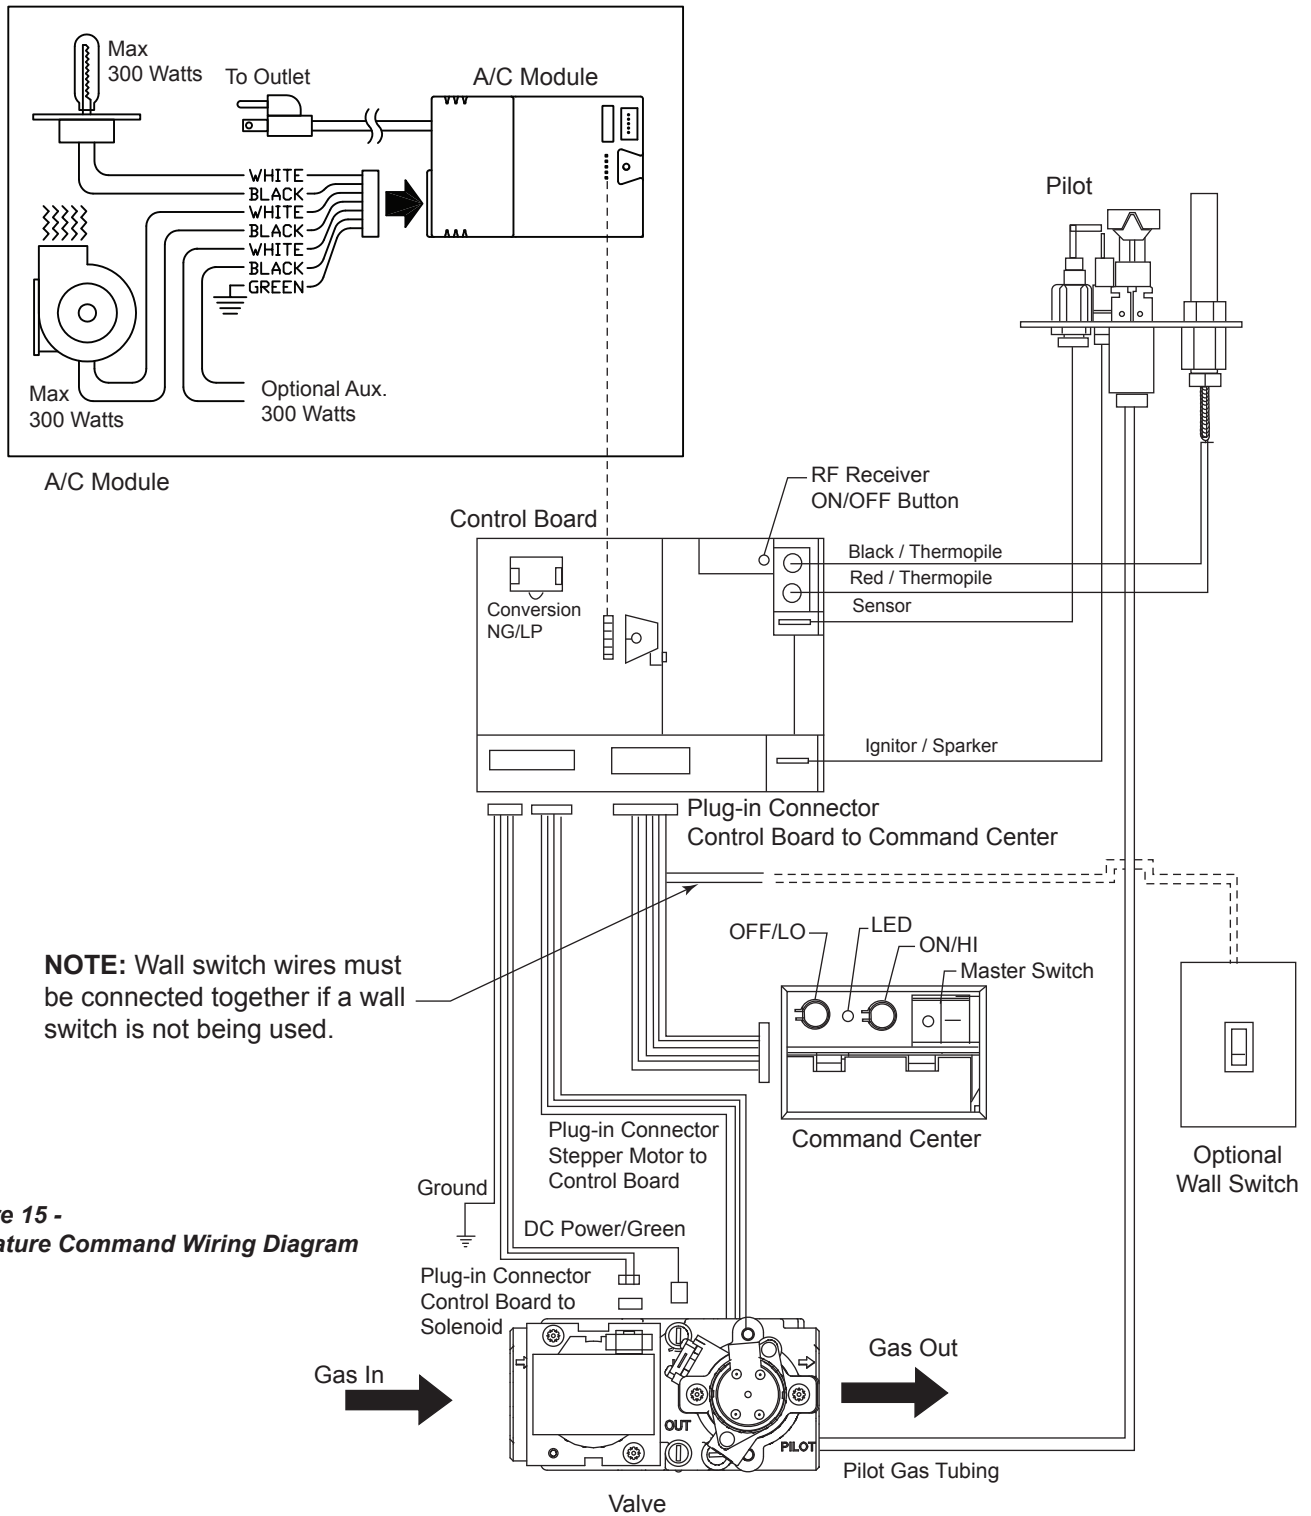 Max
300 Watts
To Outlet
A/C Module
WHITE
BLACK
WHITE
BLACK
WHITE
BLACK
GREEN
Max
300 Watts
Optional Aux.
300 Watts
A/C Module
Pilot
RF Receiver
ON/OFF Button
Control Board
Black / Thermopile
Red / Thermopile
Sensor
Conversion
NG/LP
Ignitor / Sparker
Plug-in Connector
Control Board to Command Center
OFF/LO
LED
ON/HI
Master Switch
NOTE: Wall switch wires must
be connected together if a wall
switch is not being used.
Command Center
Optional
Wall Switch
Plug-in Connector
Stepper Motor to
Control Board
Ground
DC Power/Green
e 15 -
ature Command Wiring Diagram
Plug-in Connector
Control Board to
Solenoid
Gas In
Gas Out
OUT
PILOT
Pilot Gas Tubing
Valve